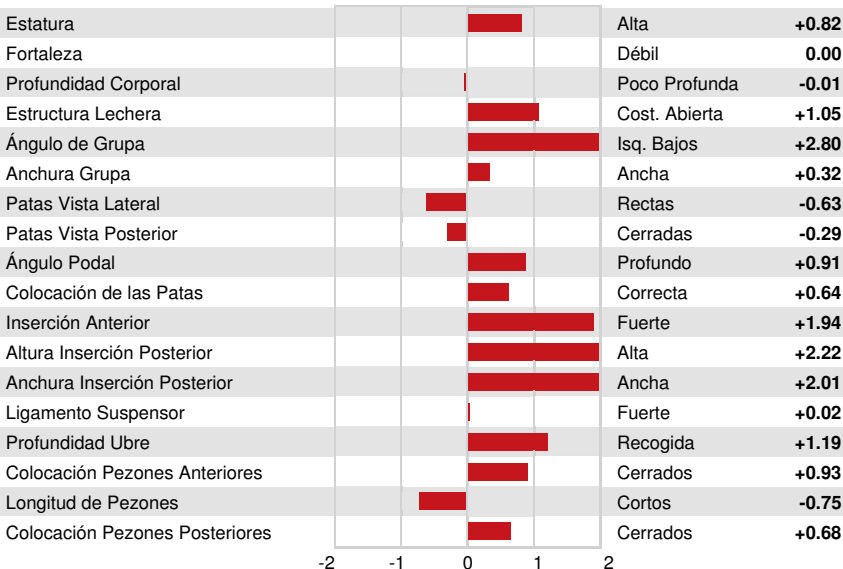 Estatura Alta +0.82
Fortaleza Débil 0.00
Profundidad Corporal Poco Profunda -0.01
Estructura Lechera Cost. Abierta +1.05
Ángulo de Grupa Isq. Bajos +2.80
Anchura Grupa Ancha +0.32
Patas Vista Lateral Rectas -0.63
Patas Vista Posterior Cerradas -0.29
Ángulo Podal Profundo +0.91
Colocación de las Patas Correcta +0.64
Inserción Anterior Fuerte +1.94
Altura Inserción Posterior Alta +2.22
Anchura Inserción Posterior Ancha +2.01
Ligamento Suspensor Fuerte +0.02
Profundidad Ubre Recogida +1.19
Colocación Pezones Anteriores Cerrados +0.93
Longitud de Pezones Cortos -0.75
Colocación Pezones Posteriores Cerrados +0.68
-2 -1 0 1 2